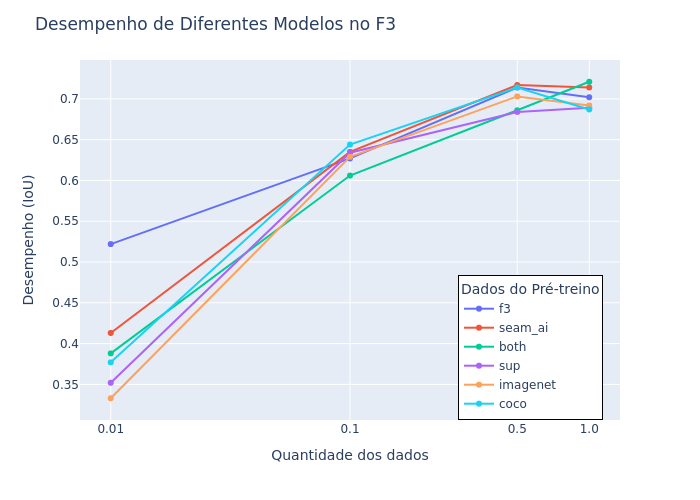 Desempenho de Diferentes Modelos no F3
Desempenho (IoU)
0.7
0.65
0.6
0.55
0.5
0.45
0.4
0.35
0.01
0.1
0.5
1.0
Quantidade dos dados
Dados do Pré-treino
f3
seam_ai
both
sup
imagenet
coco